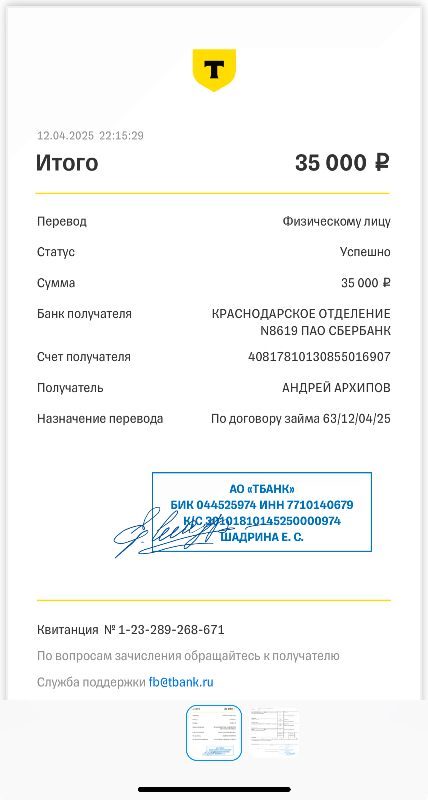 T
12.04.2025 22:15:29
Итого 35 000 ₽
Перевод Физическому лицу
Статус Успешно
Сумма 35 000 ₽
Банк получателя КРАСНОДАРСКОЕ ОТДЕЛЕНИЕ
N8619 ПАО СБЕРБАНК
Счет получателя 40817810130855016907
Получатель АНДРЕЙ АРХИПОВ
Назначение перевода По договору займа 63/12/04/25
АО «ТБАНК»
БИК 044525974 ИНН 7710140679
К/С 30101810145250000974
ШАДРИНА Е. С.
Квитанция № 1-23-289-268-671
По вопросам зачисления обращайтесь к получателю
Служба поддержки fb@tbank.ru